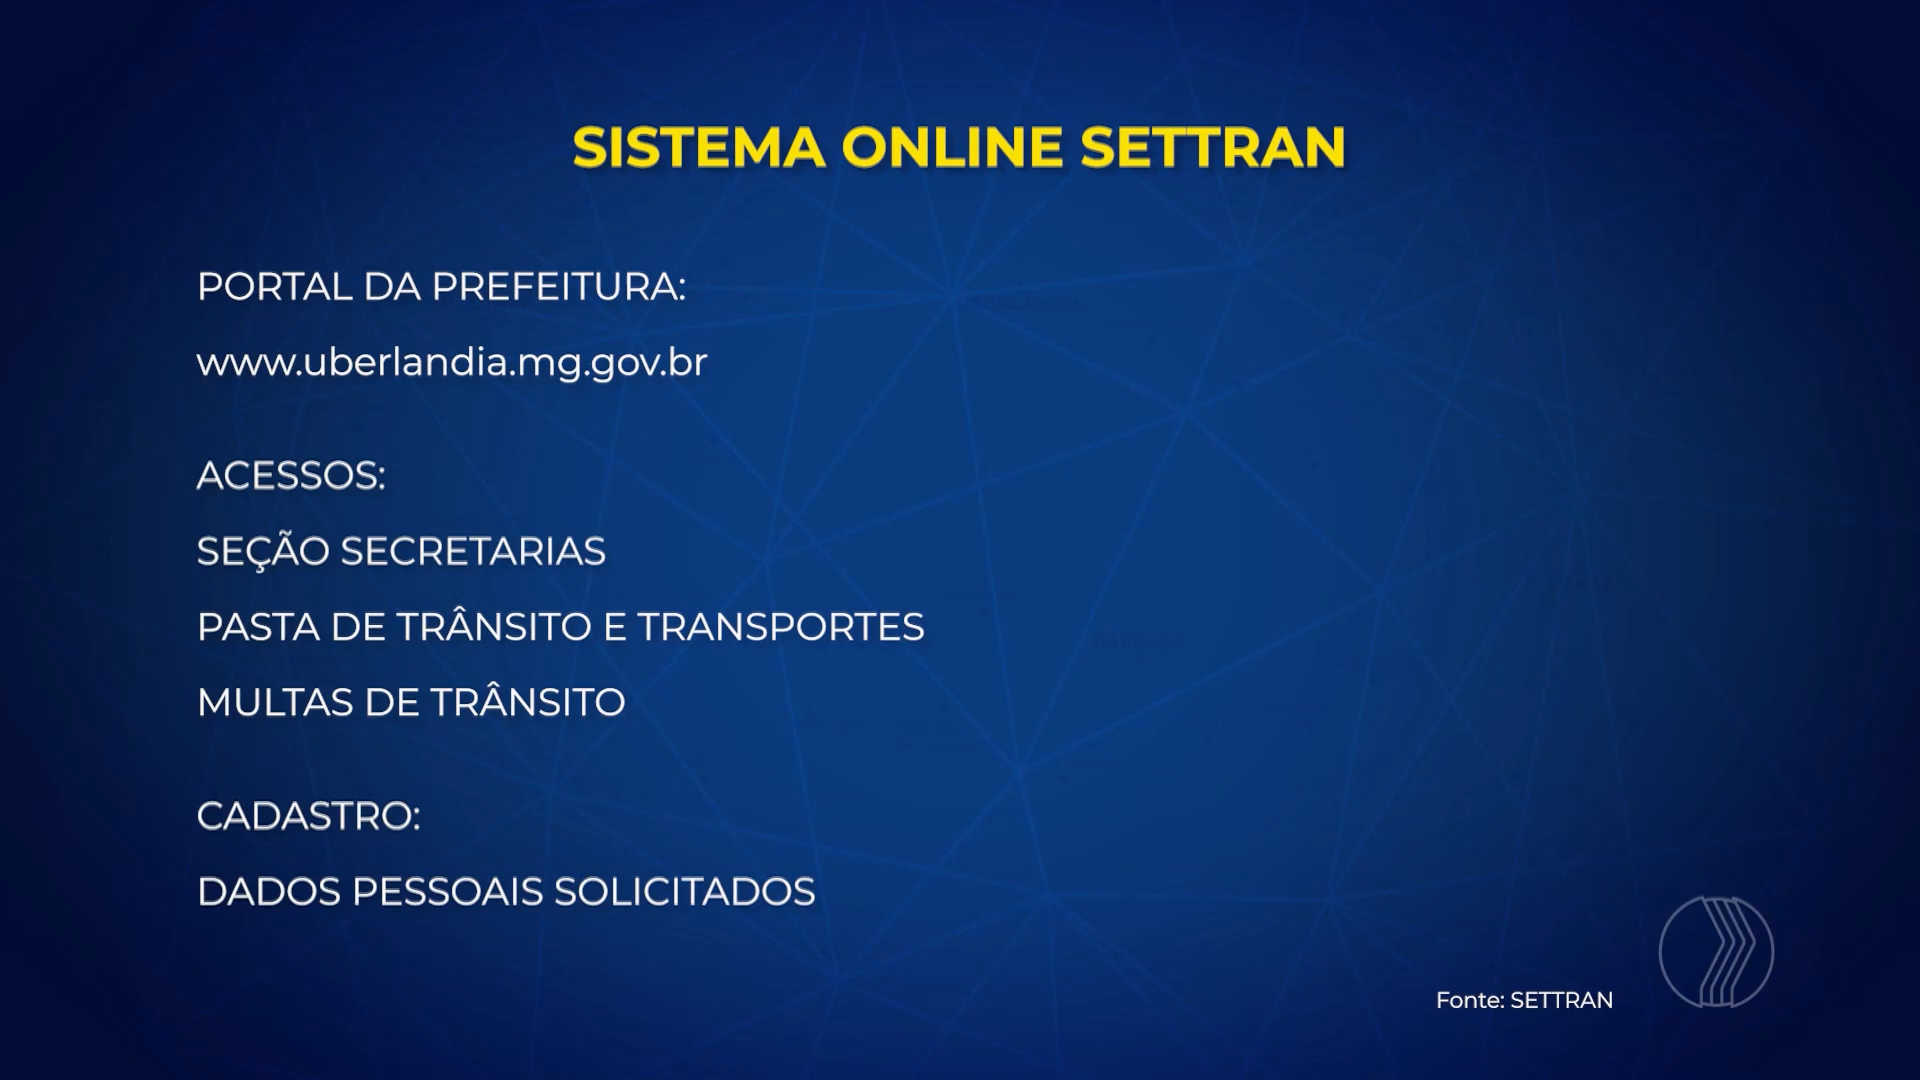 SISTEMA ONLINE SETTRAN
PORTAL DA PREFEITURA:
www.uberlandia.mg.gov.br
ACESSOS:
SEÇÃO SECRETARIAS
PASTA DE TRÂNSITO E TRANSPORTES
MULTAS DE TRÂNSITO
CADASTRO:
DADOS PESSOAIS SOLICITADOS
Fonte: SETTRAN